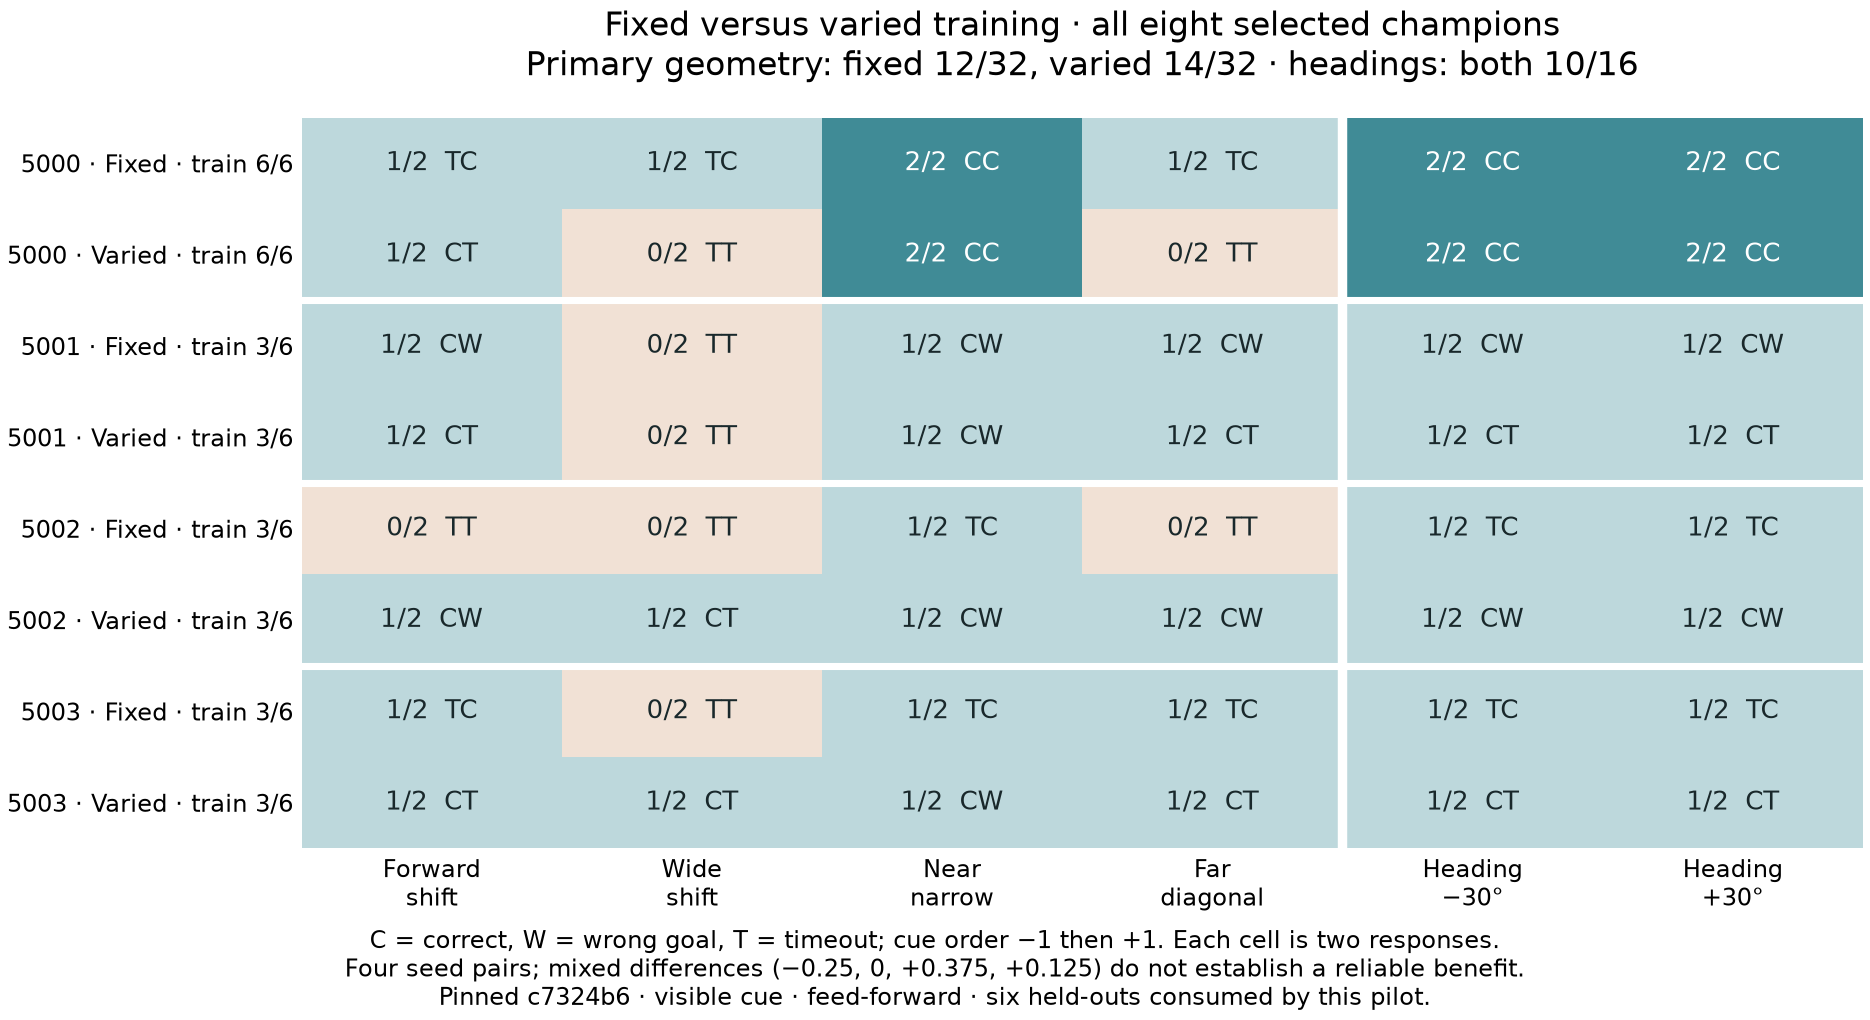 Fixed versus varied training · all eight selected champions
Primary geometry: fixed 12/32, varied 14/32 · headings: both 10/16
5000 · Fixed · train 6/6 1/2 TC 1/2 TC 2/2 CC 1/2 TC 2/2 CC 2/2 CC
5000 · Varied · train 6/6 1/2 CT 0/2 TT 2/2 CC 0/2 TT 2/2 CC 2/2 CC
5001 · Fixed · train 3/6 1/2 CW 0/2 TT 1/2 CW 1/2 CW 1/2 CW 1/2 CW
5001 · Varied · train 3/6 1/2 CT 0/2 TT 1/2 CW 1/2 CT 1/2 CT 1/2 CT
5002 · Fixed · train 3/6 0/2 TT 0/2 TT 1/2 TC 0/2 TT 1/2 TC 1/2 TC
5002 · Varied · train 3/6 1/2 CW 1/2 CT 1/2 CW 1/2 CW 1/2 CW 1/2 CW
5003 · Fixed · train 3/6 1/2 TC 0/2 TT 1/2 TC 1/2 TC 1/2 TC 1/2 TC
5003 · Varied · train 3/6 1/2 CT 1/2 CT 1/2 CW 1/2 CT 1/2 CT 1/2 CT
Forward Wide Near Far Heading Heading
shift shift narrow diagonal −30° +30°
C = correct, W = wrong goal, T = timeout; cue order −1 then +1. Each cell is two responses.
Four seed pairs; mixed differences (−0.25, 0, +0.375, +0.125) do not establish a reliable benefit.
Pinned c7324b6 · visible cue · feed-forward · six held-outs consumed by this pilot.